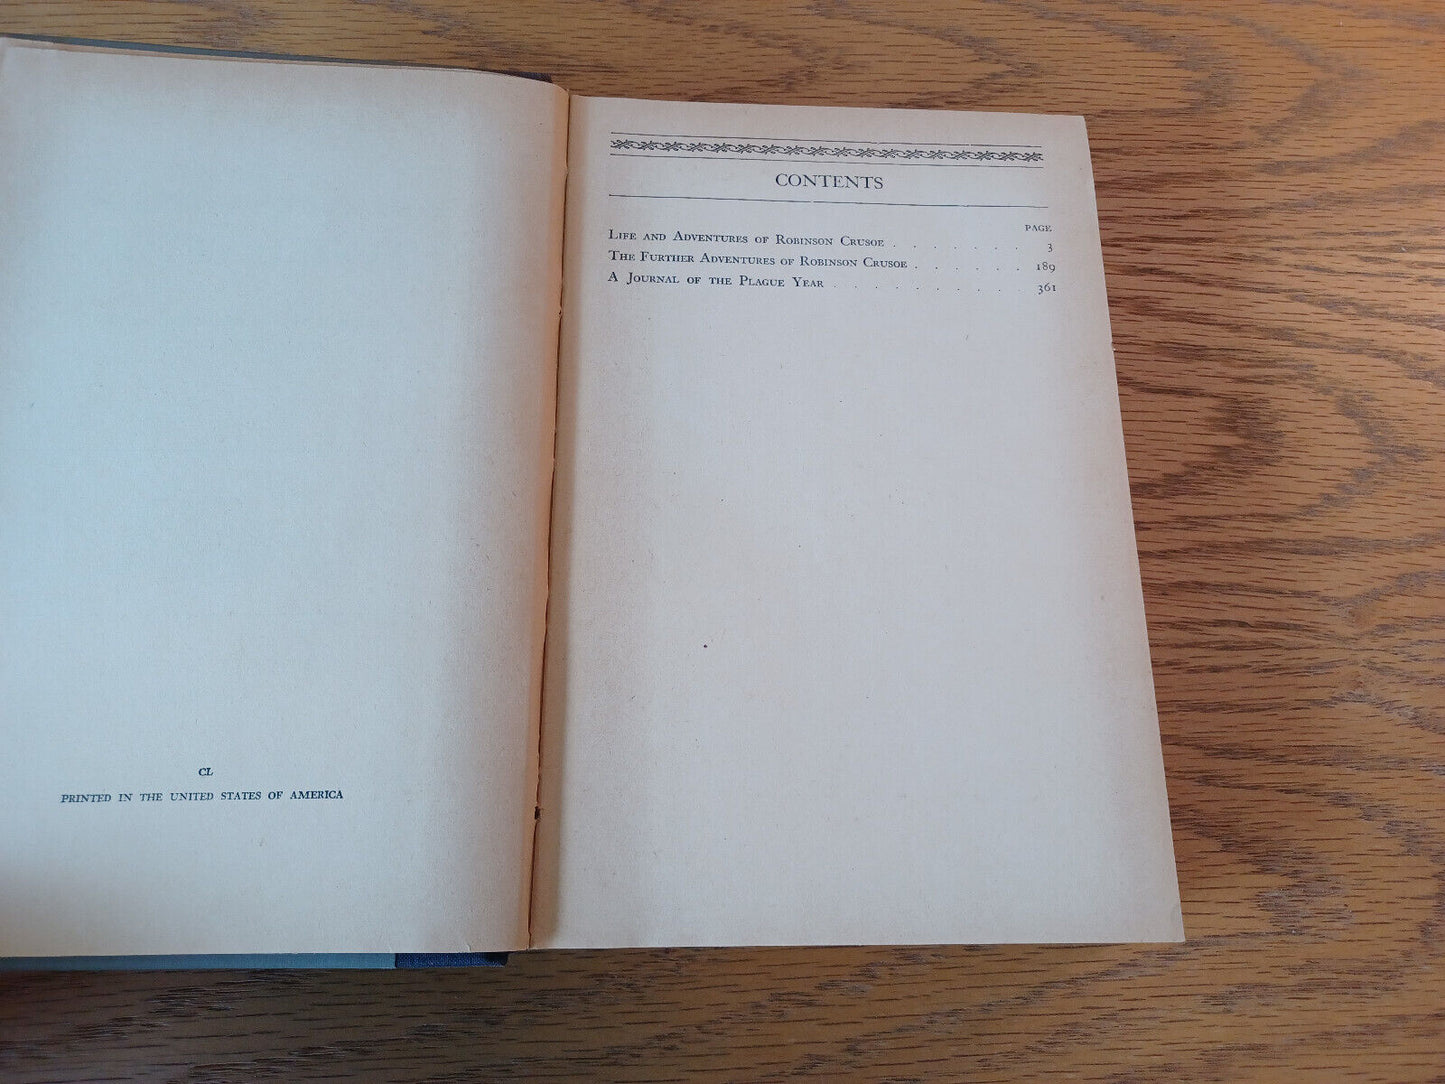 CL
PRINTED IN THE UNITED STATES OF AMERICA
CONTENTS
PAGE
Life and Adventures of Robinson Crusoe . . . . . . . 3
The Further Adventures of Robinson Crusoe . . . . . . 189
A Journal of the Plague Year . . . . . . . . . . 361